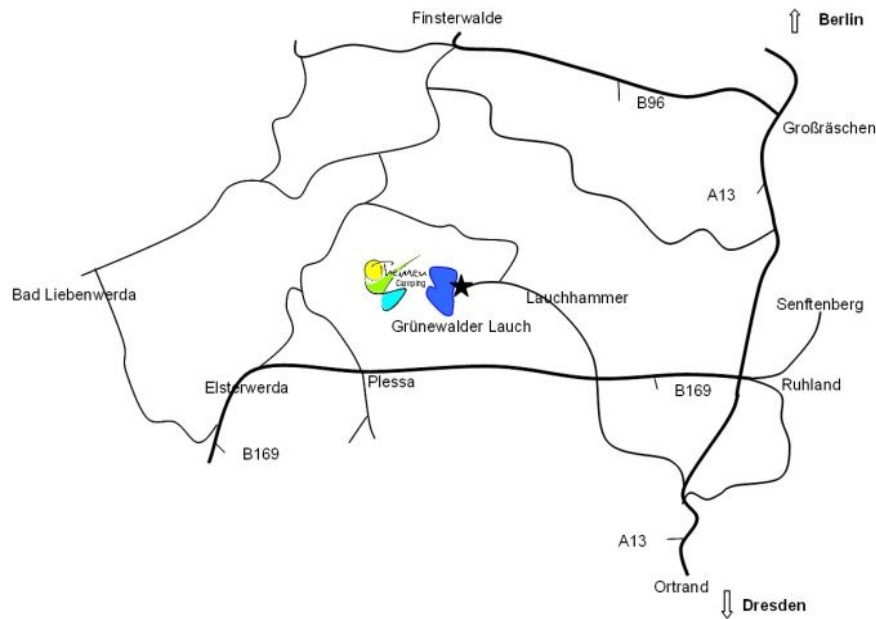 Finsterwalde
Berlin
B96
Großräschen
A13
Bad Liebenwerda
Themen
Camping
Lauchhammer
Senftenberg
Grünewalder Lauch
Elsterwerda
Plessa
B169
Ruhland
B169
A13
Ortrand
Dresden